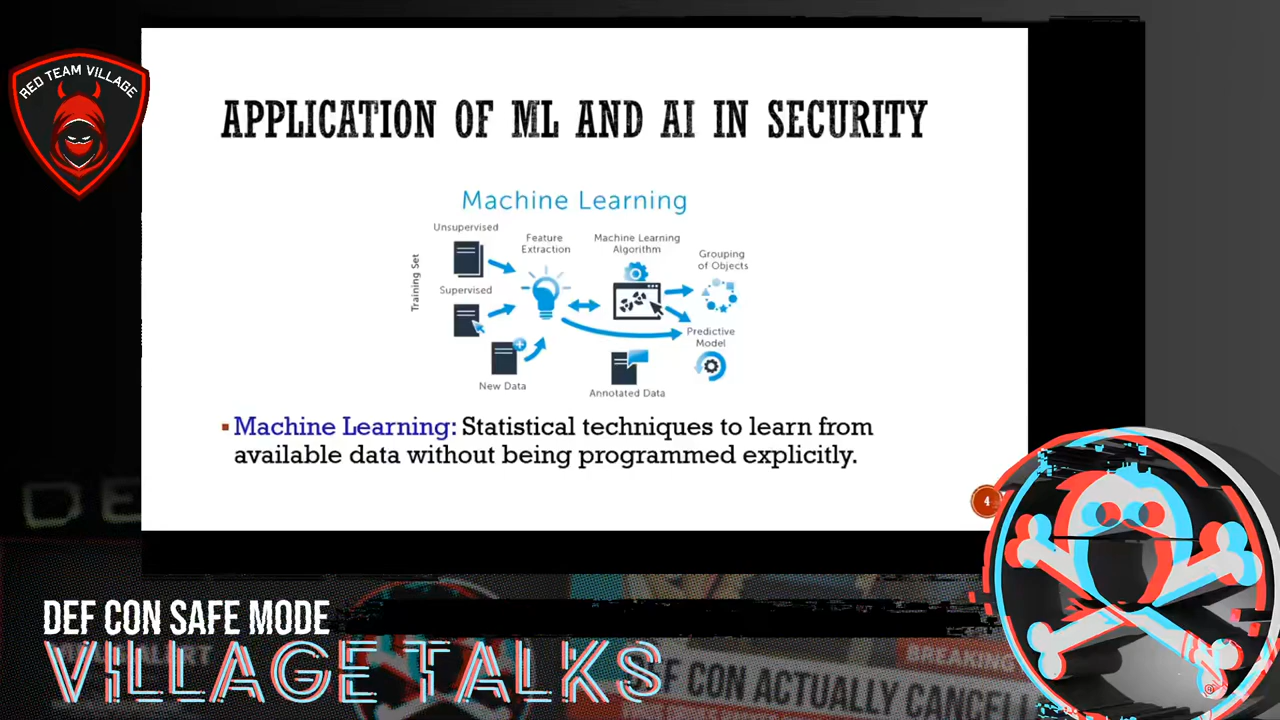 RED TEAM VILLAGE
APPLICATION OF ML AND AI IN SECURITY
Machine Learning
Unsupervised
Feature
Extraction
Machine Learning
Algorithm
Grouping
of Objects
Training Set
Supervised
Predictive
Model
New Data
Annotated Data
Machine Learning: Statistical techniques to learn from
available data without being programmed explicitly.
4
DE
DEF CON SAFE MODE
VILLAGE TALKS
BREAKING
DEF CON ACTUALLY CANCEL